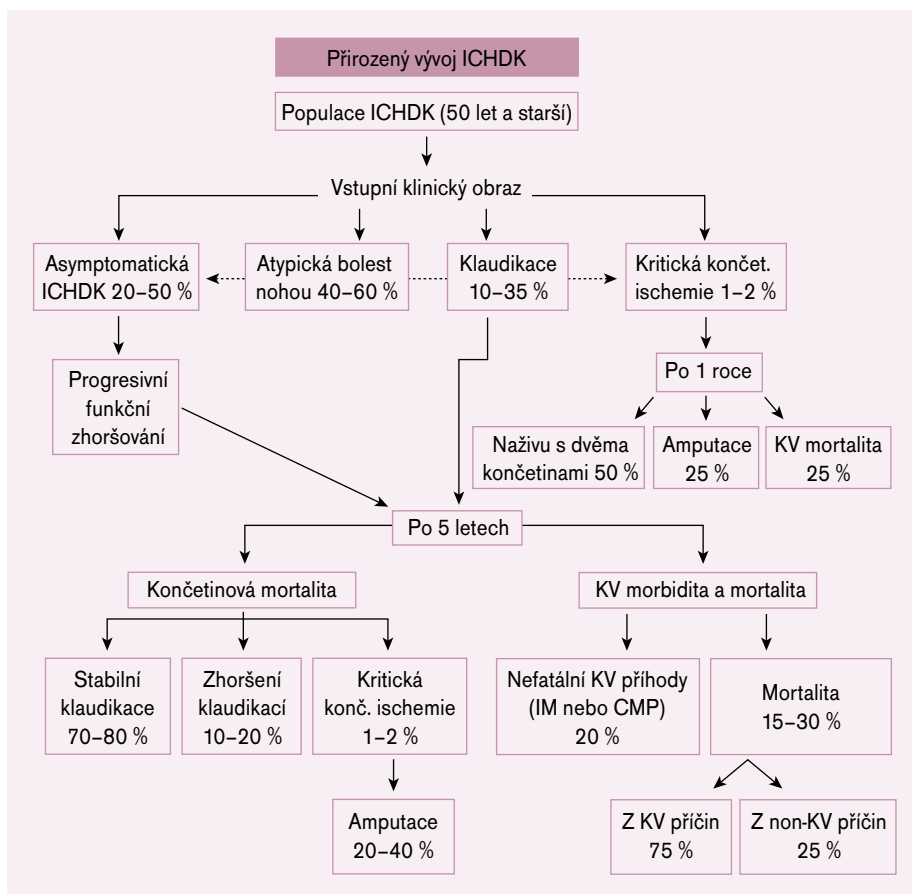 Přirozený vývoj ICHDK
Populace ICHDK (50 let a starší)
Vstupní klinický obraz
Asymptomatická
ICHDK 20–50 %
Atypická bolest
nohou 40–60 %
Klaudikace
10–35 %
Kritická končet.
ischemie 1–2 %
Progresivní
funkční
zhoršování
Po 1 roce
Naživu s dvěma
končetinami 50 %
Amputace
25 %
KV mortalita
25 %
Po 5 letech
Končetinová mortalita
KV morbidita a mortalita
Stabilní
klaudikace
70–80 %
Zhoršení
klaudikací
10–20 %
Kritická
konč. ischemie
1–2 %
Nefatální KV příhody
(IM nebo CMP)
20 %
Mortalita
15–30 %
Amputace
20–40 %
Z KV příčin
75 %
Z non-KV příčin
25 %